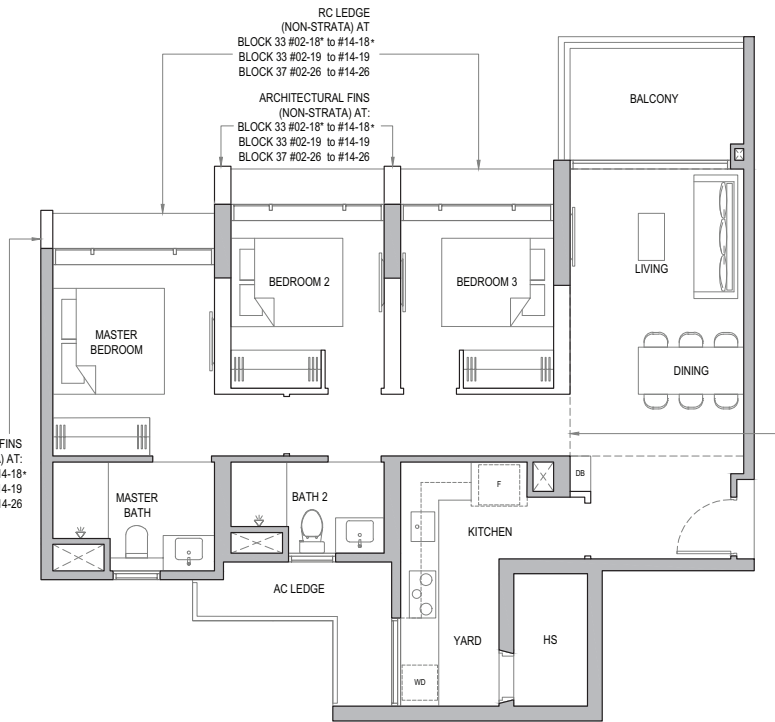 RC LEDGE
(NON-STRATA) AT
BLOCK 33 #02-18* to #14-18*
BLOCK 33 #02-19 to #14-19
BLOCK 37 #02-26 to #14-26
ARCHITECTURAL FINS
(NON-STRATA) AT:
BLOCK 33 #02-18* to #14-18*
BLOCK 33 #02-19 to #14-19
BLOCK 37 #02-26 to #14-26
BALCONY
LIVING
BEDROOM 2
BEDROOM 3
MASTER
BEDROOM
DINING
FINS
) AT:
14-18*
4-19
14-26
MASTER
BATH
BATH 2
F
DB
KITCHEN
AC LEDGE
YARD
HS
WD